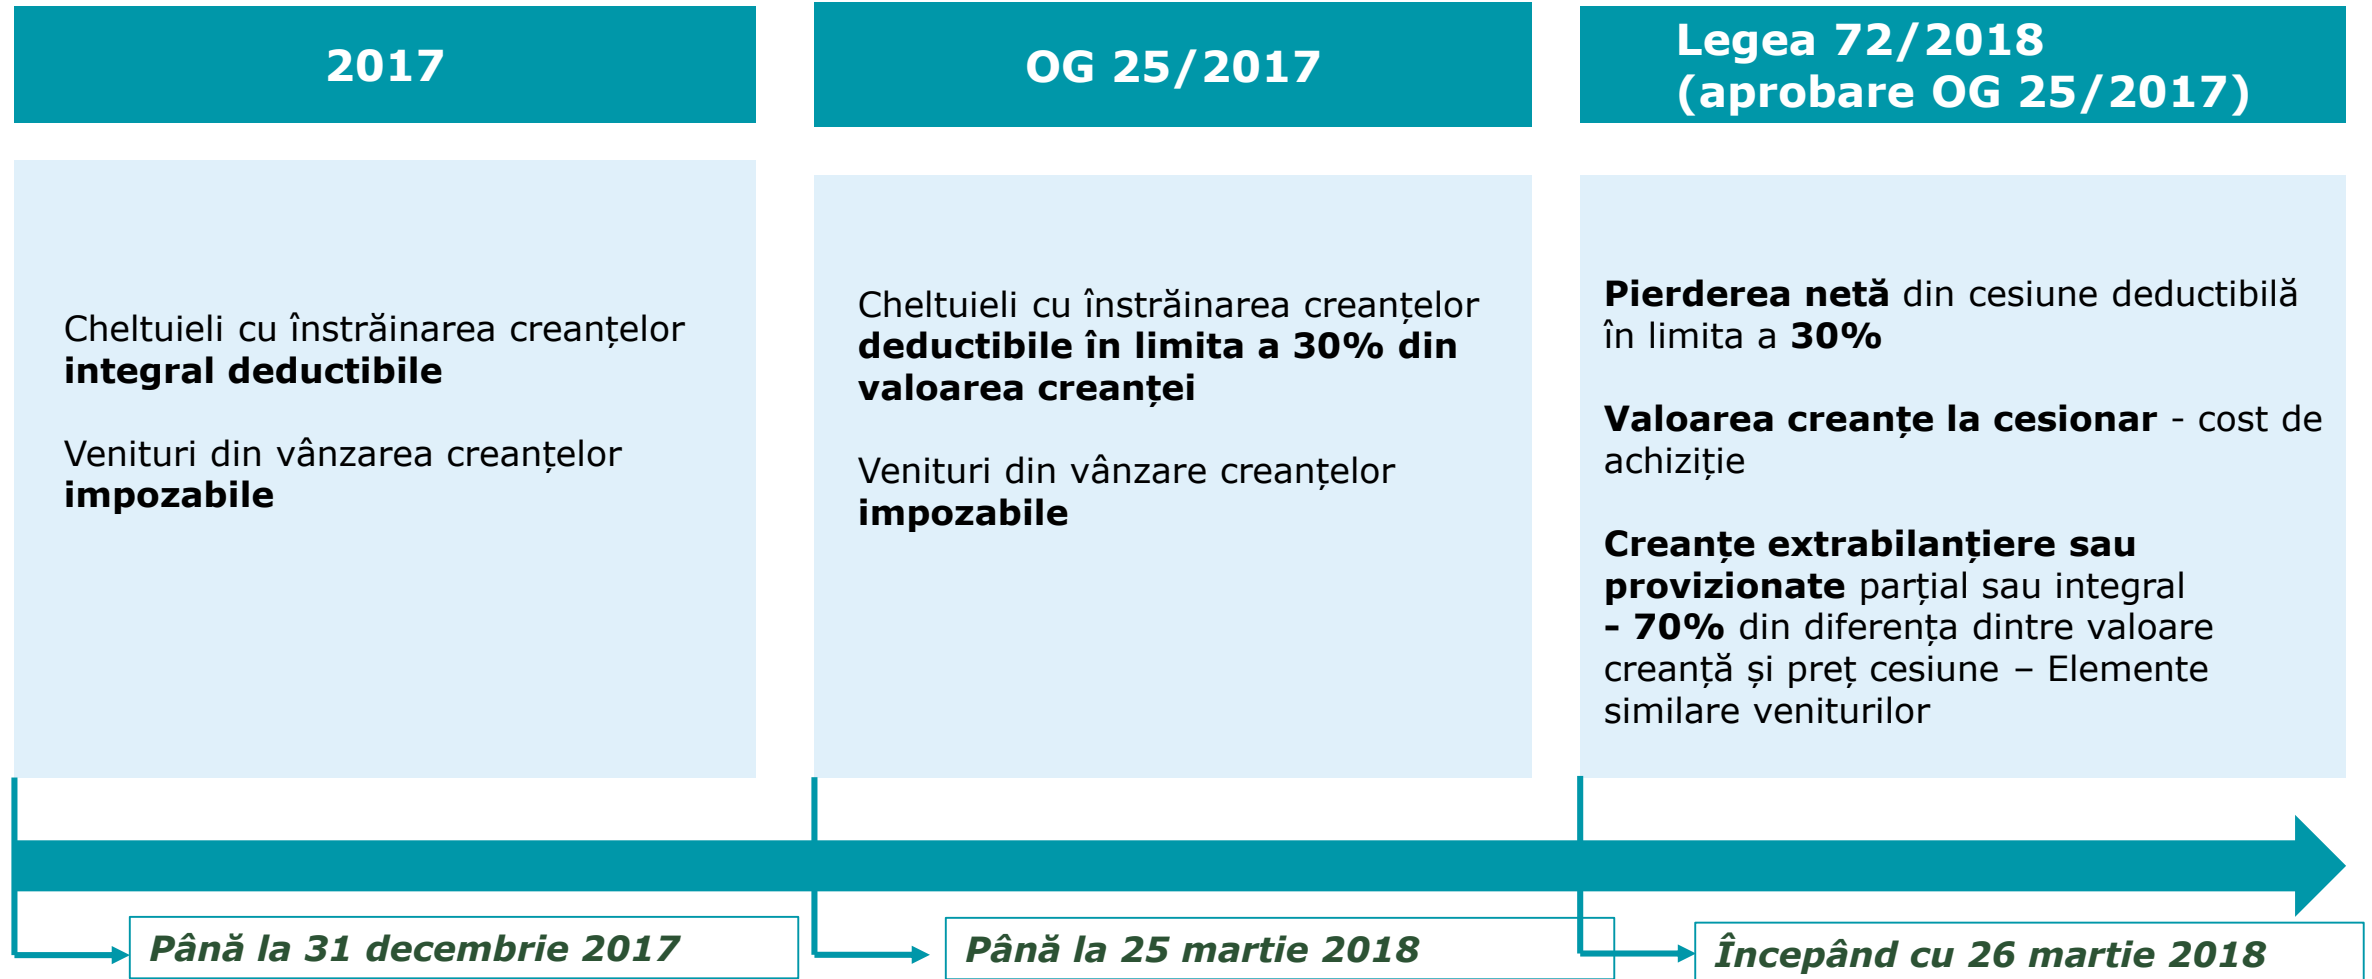 2017
Cheltuieli cu înstrăinarea creanțelor
integral deductibile
Venituri din vânzarea creanțelor
impozabile
Până la 31 decembrie 2017
OG 25/2017
Cheltuieli cu înstrăinarea creanțelor
deductibile în limita a 30% din
valoarea creanței
Venituri din vânzare creanțelor
impozabile
Până la 25 martie 2018
Legea 72/2018
(aprobare OG 25/2017)
Pierderea netă din cesiune deductibilă
în limita a 30%
Valoarea creanțe la cesionar - cost de
achiziție
Creanțe extrabilanțiere sau
provizionate parțial sau integral
- 70% din diferența dintre valoare
creanță și preț cesiune – Elemente
similare veniturilor
Începând cu 26 martie 2018